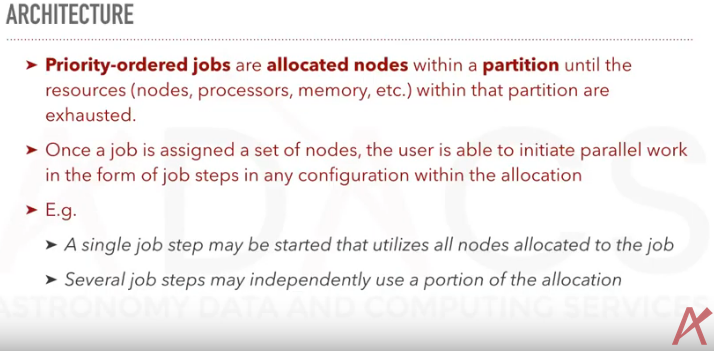 ARCHITECTURE
➤ Priority-ordered jobs are allocated nodes within a partition until the
resources (nodes, processors, memory, etc.) within that partition are
exhausted.
➤ Once a job is assigned a set of nodes, the user is able to initiate parallel work
in the form of job steps in any configuration within the allocation
➤ E.g.
➤ A single job step may be started that utilizes all nodes allocated to the job
➤ Several job steps may independently use a portion of the allocation
ADACS
ASTRONOMY DATA AND COMPUTING SERVICES